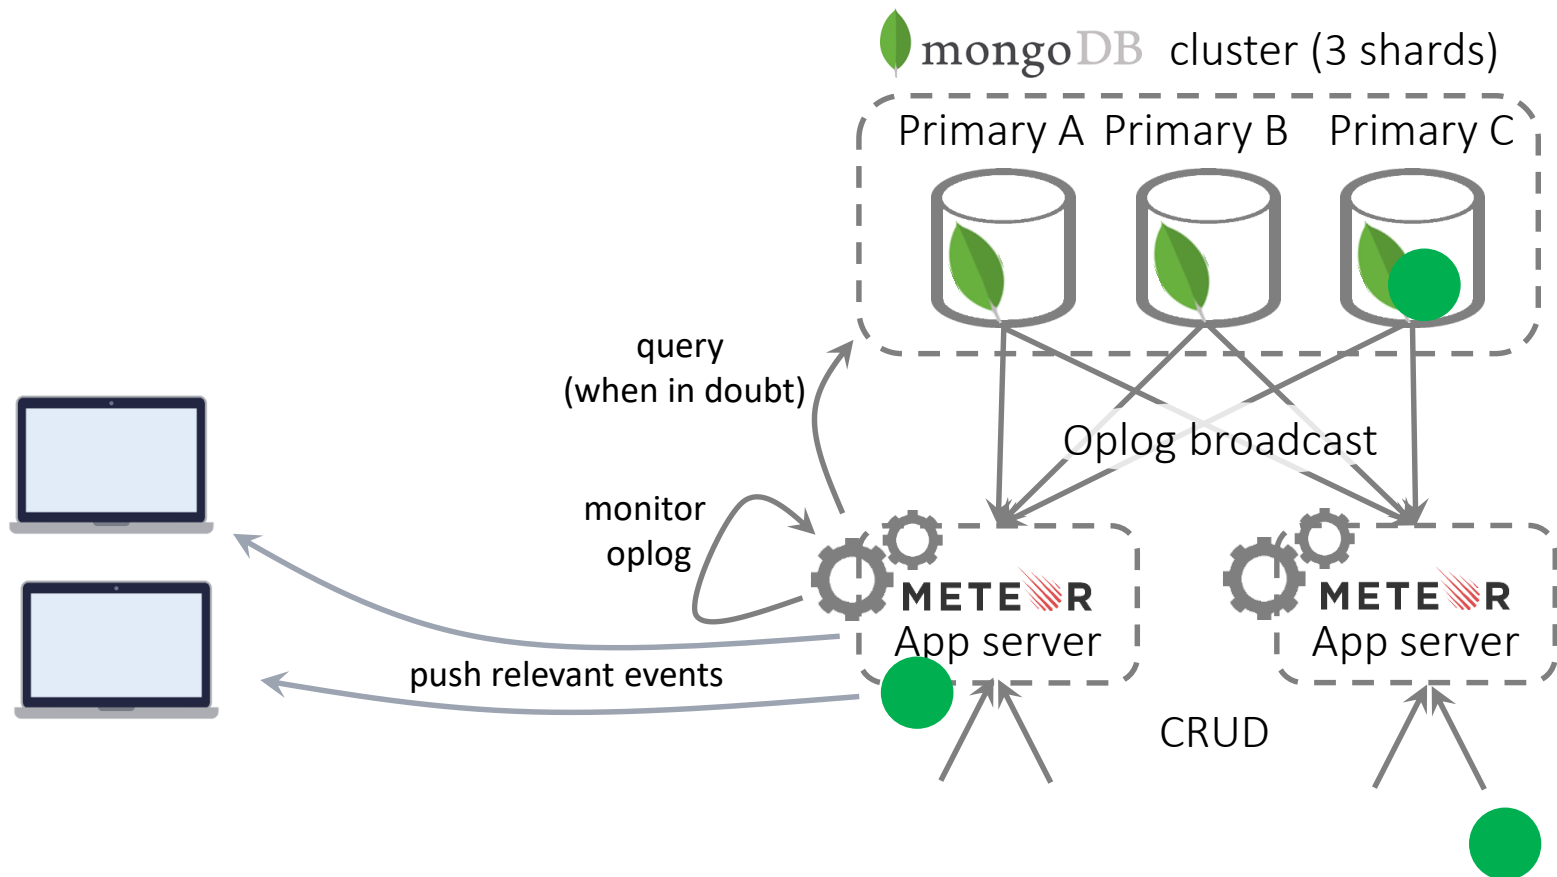 mongoDB cluster (3 shards)
Primary A Primary B Primary C
query
(when in doubt)
Oplog broadcast
monitor
oplog
METEOR
App server
METEOR
App server
push relevant events
CRUD